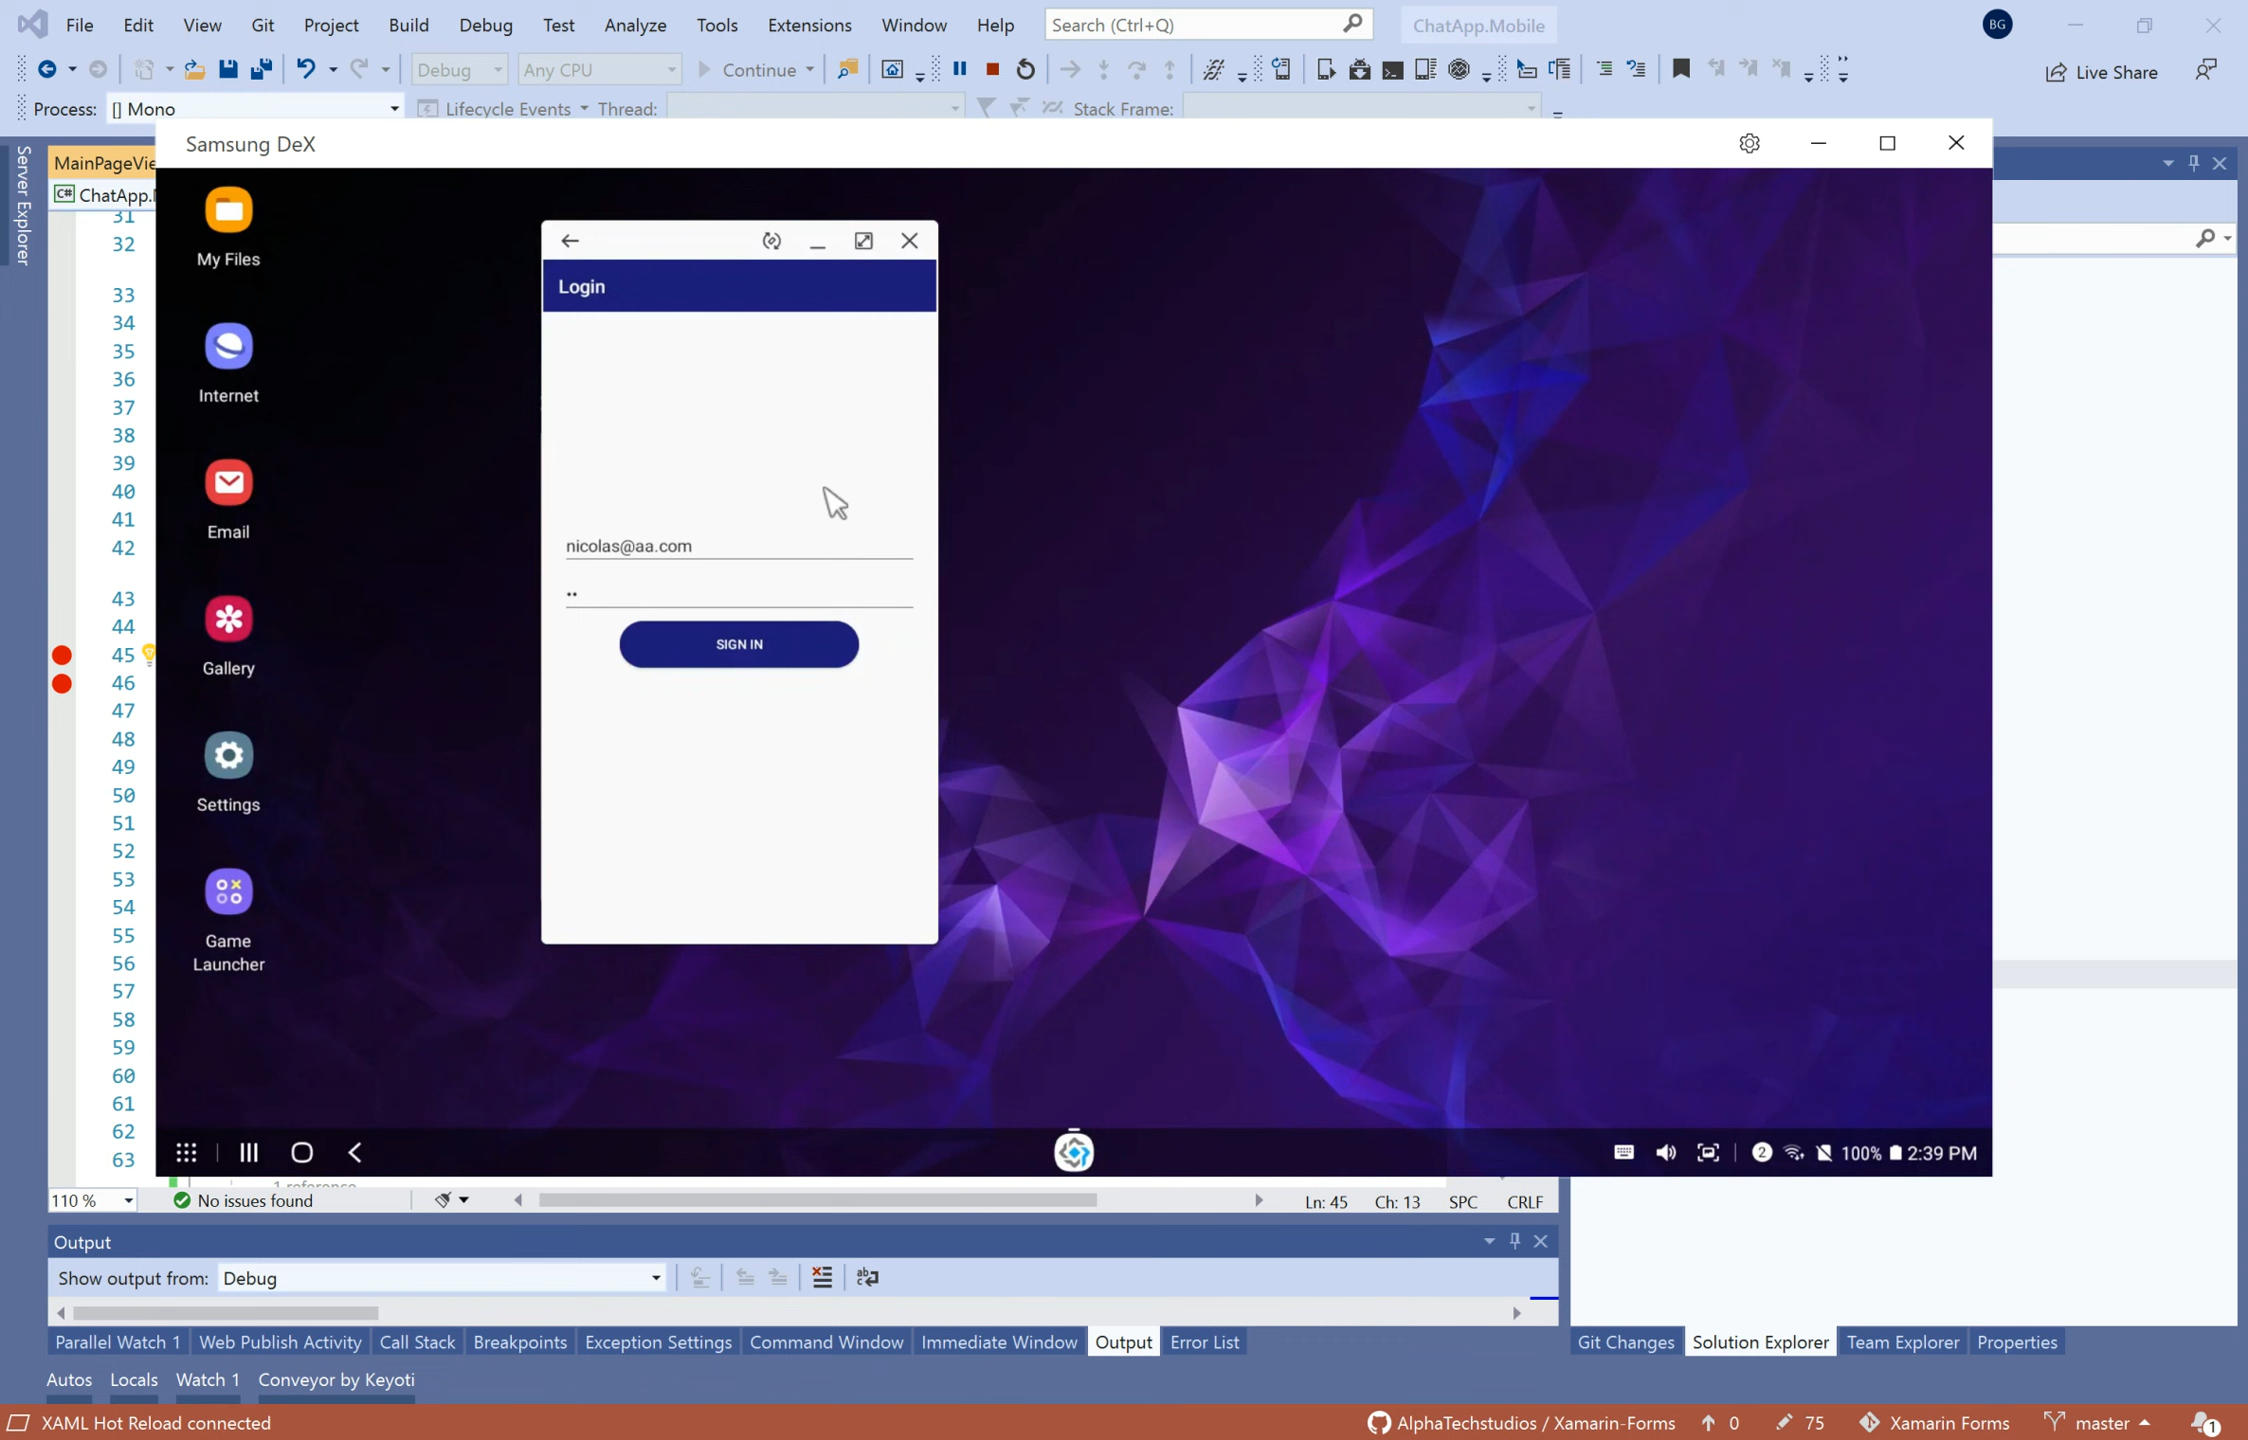 File Edit View Git Project Build Debug Test Analyze Tools Extensions Window Help Search (Ctrl+Q) ChatApp.Mobile BG
Debug Any CPU Continue Live Share
Process: [] Mono Lifecycle Events Thread: Stack Frame:
Samsung DeX
Server Explorer
MainPageVie
C# ChatApp.
31
32
33
34
35
36
37
38
39
40
41
42
43
44
45
46
47
48
49
50
51
52
53
54
55
56
57
58
59
60
61
62
63
My Files
Internet
Email
Gallery
Settings
Game
Launcher
Login
nicolas@aa.com
••
SIGN IN
2 100% 2:39 PM
1 reference
110 % No issues found Ln: 45 Ch: 13 SPC CRLF
Output
Show output from: Debug
Parallel Watch 1 Web Publish Activity Call Stack Breakpoints Exception Settings Command Window Immediate Window Output Error List
Git Changes Solution Explorer Team Explorer Properties
Autos Locals Watch 1 Conveyor by Keyoti
XAML Hot Reload connected AlphaTechstudios / Xamarin-Forms 0 75 Xamarin Forms master 1